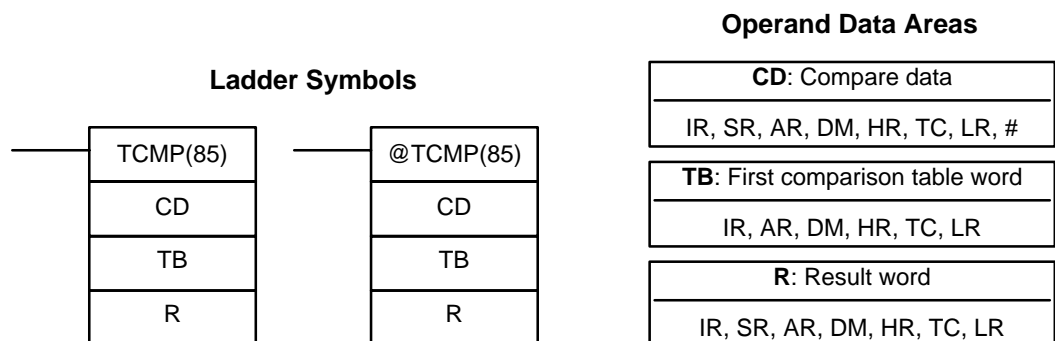 Ladder Symbols
TCMP(85)
CD
TB
R
@TCMP(85)
CD
TB
R
Operand Data Areas
CD: Compare data
IR, SR, AR, DM, HR, TC, LR, #
TB: First comparison table word
IR, AR, DM, HR, TC, LR
R: Result word
IR, SR, AR, DM, HR, TC, LR